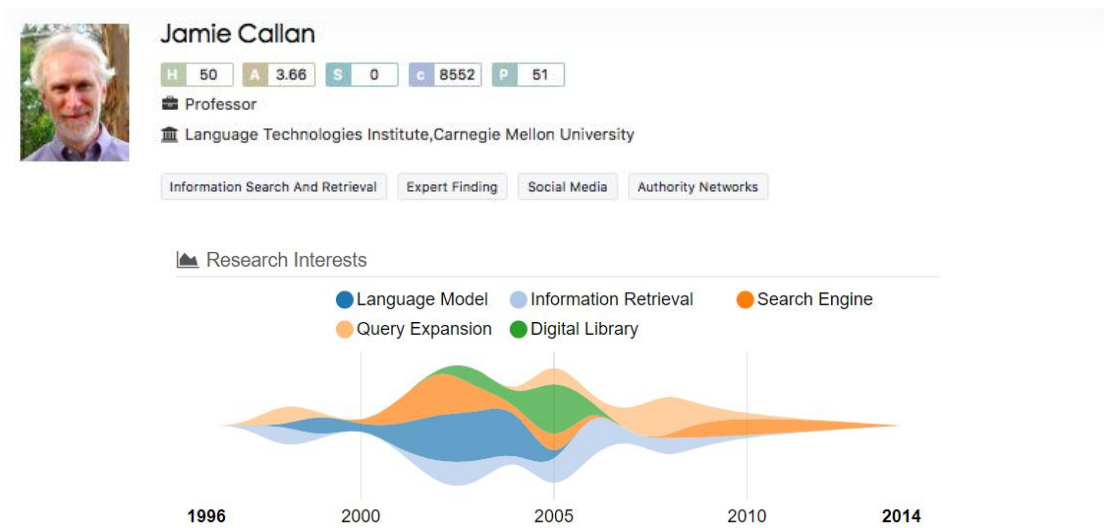 Jamie Callan
H 50 A 3.66 S 0 c 8552 P 51
Professor
Language Technologies Institute,Carnegie Mellon University
Information Search And Retrieval Expert Finding Social Media Authority Networks
Research Interests
Language Model Information Retrieval Search Engine
Query Expansion Digital Library
1996 2000 2005 2010 2014